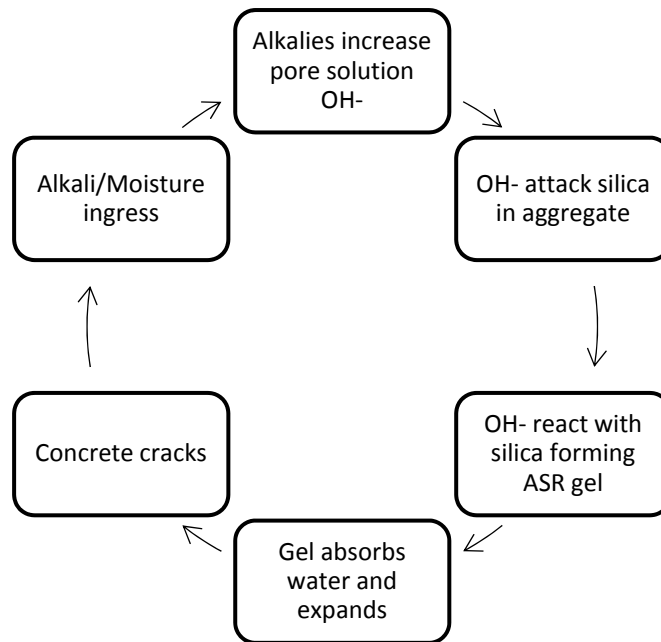 Alkalies increase
pore solution
OH-
OH- attack silica
in aggregate
OH- react with
silica forming
ASR gel
Gel absorbs
water and
expands
Concrete cracks
Alkali/Moisture
ingress